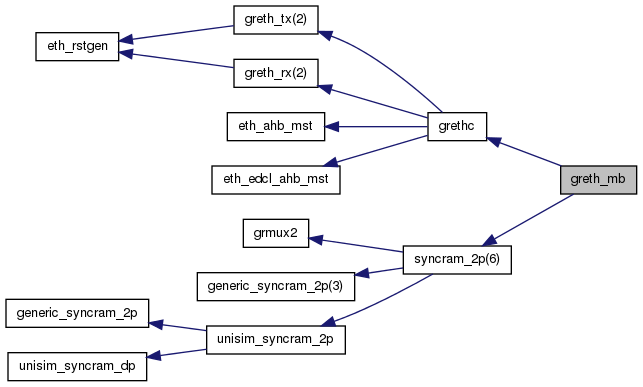 greth_tx(2)
eth_rstgen
greth_rx(2)
eth_ahb_mst
grethc
eth_edcl_ahb_mst
greth_mb
grmux2
syncram_2p(6)
generic_syncram_2p(3)
generic_syncram_2p
unisim_syncram_2p
unisim_syncram_dp